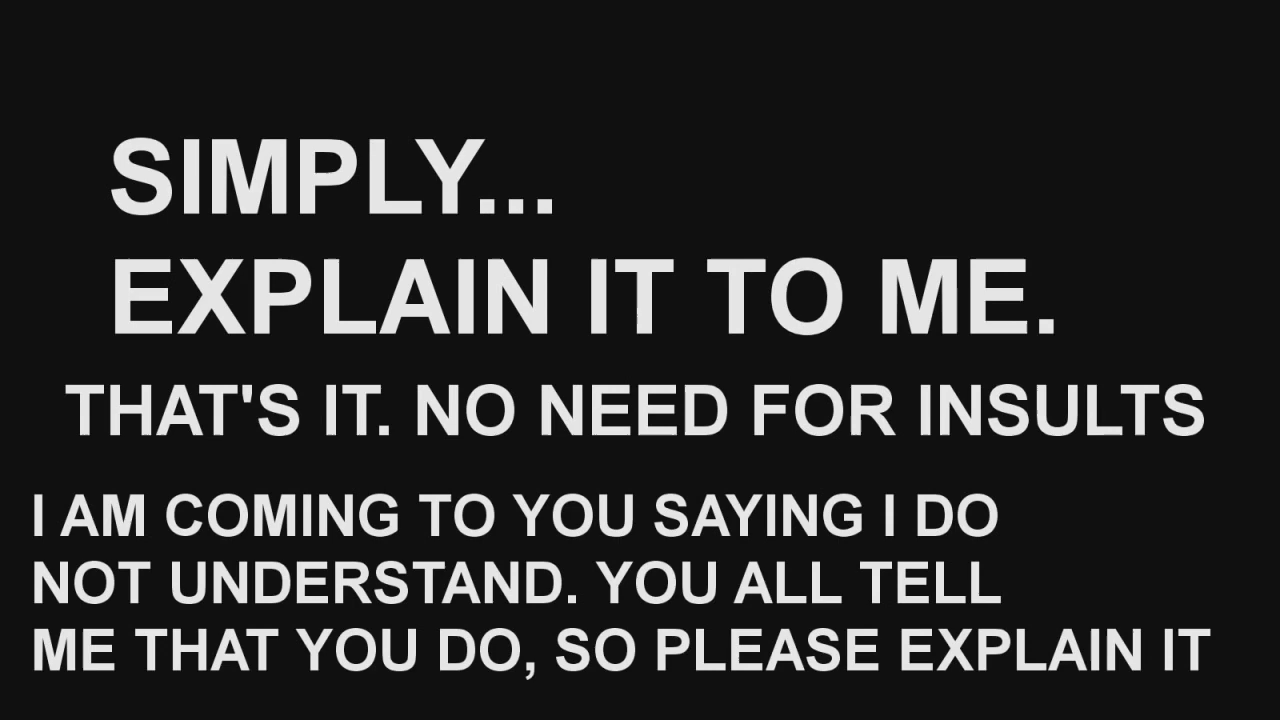 SIMPLY...
EXPLAIN IT TO ME.
THAT'S IT. NO NEED FOR INSULTS
I AM COMING TO YOU SAYING I DO
NOT UNDERSTAND. YOU ALL TELL
ME THAT YOU DO, SO PLEASE EXPLAIN IT